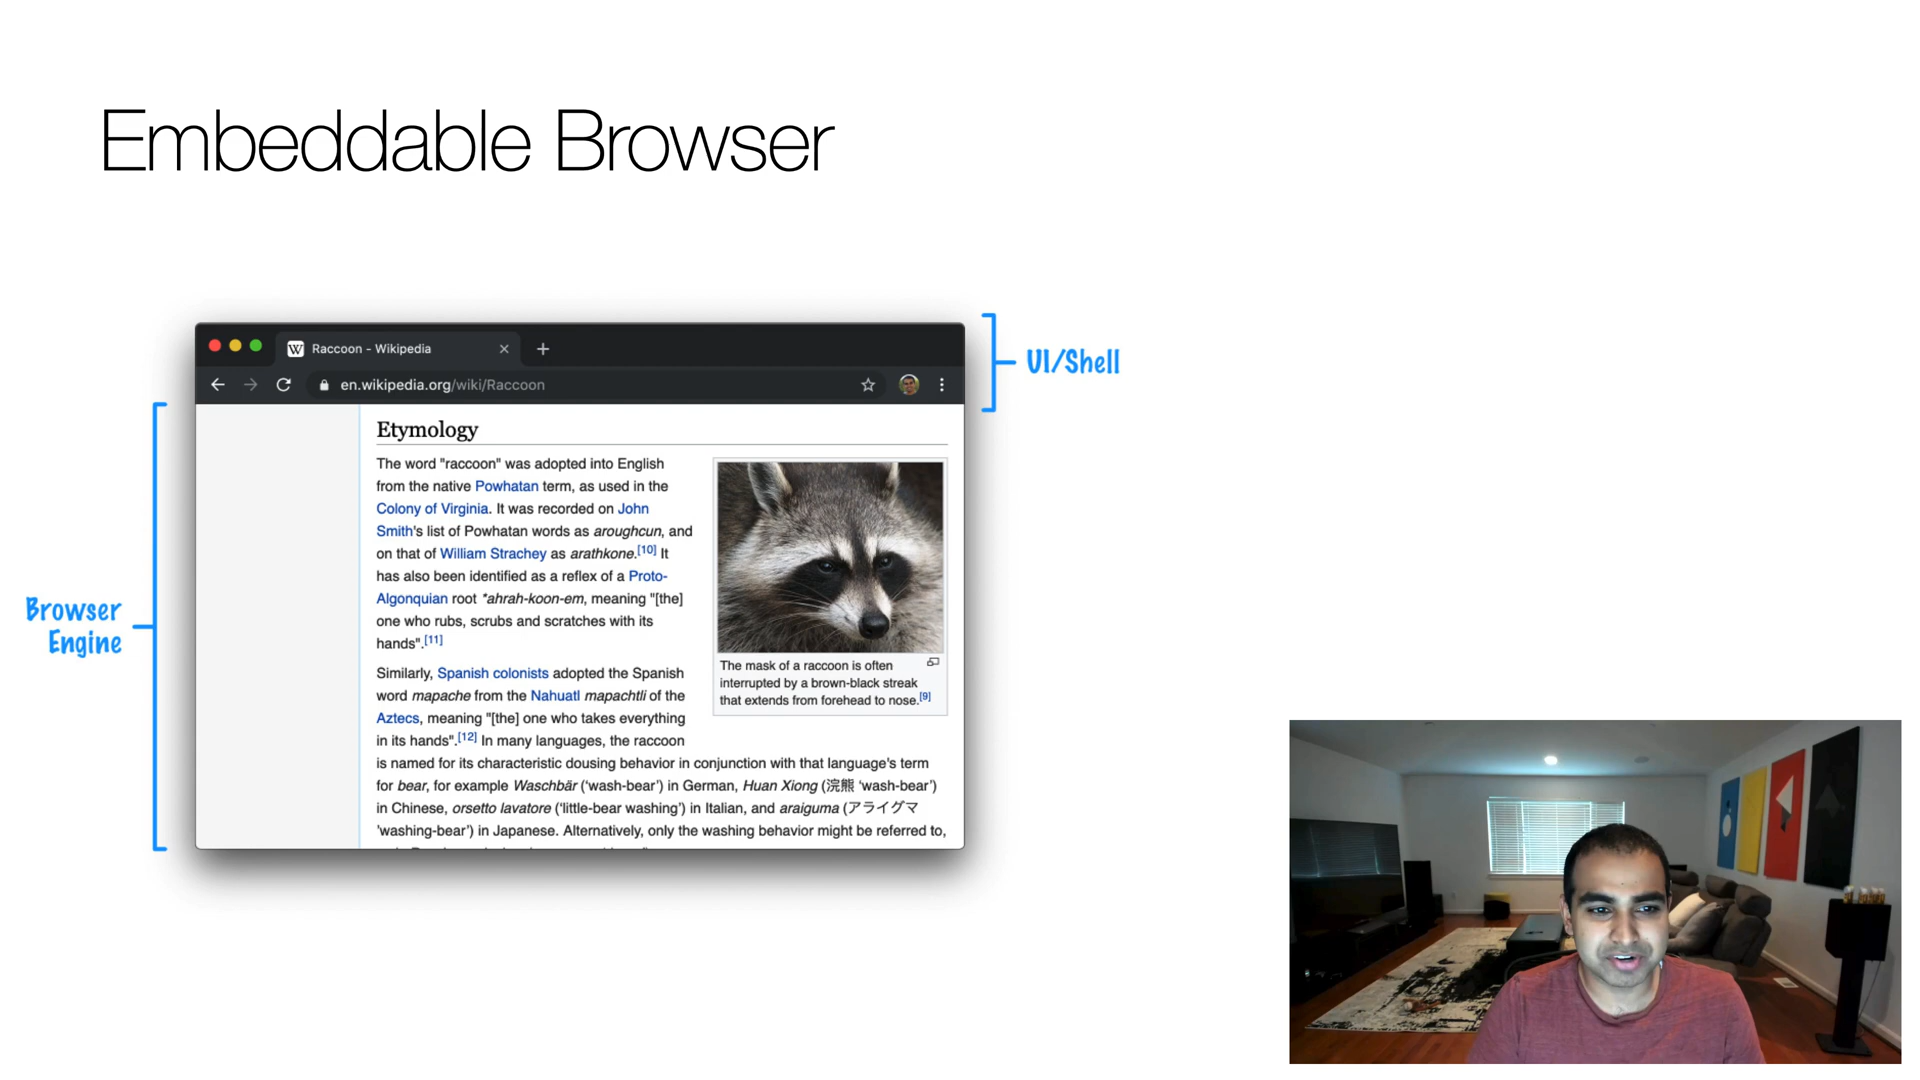 Embeddable Browser
Raccoon - Wikipedia
en.wikipedia.org/wiki/Raccoon
UI/Shell
Browser
Engine
Etymology
The word "raccoon" was adopted into English
from the native Powhatan term, as used in the
Colony of Virginia. It was recorded on John
Smith's list of Powhatan words as aroughcun, and
on that of William Strachey as arathkone.[10] It
has also been identified as a reflex of a Proto-
Algonquian root *ahrah-koon-em, meaning "[the]
one who rubs, scrubs and scratches with its
hands".[11]
Similarly, Spanish colonists adopted the Spanish
word mapache from the Nahuatl mapachtli of the
Aztecs, meaning "[the] one who takes everything
in its hands".[12] In many languages, the raccoon
is named for its characteristic dousing behavior in conjunction with that language's term
for bear, for example Waschbär ('wash-bear') in German, Huan Xiong (浣熊 'wash-bear')
in Chinese, orsetto lavatore ('little-bear washing') in Italian, and araiguma (アライグマ
'washing-bear') in Japanese. Alternatively, only the washing behavior might be referred to,
The mask of a raccoon is often
interrupted by a brown-black streak
that extends from forehead to nose.[9]